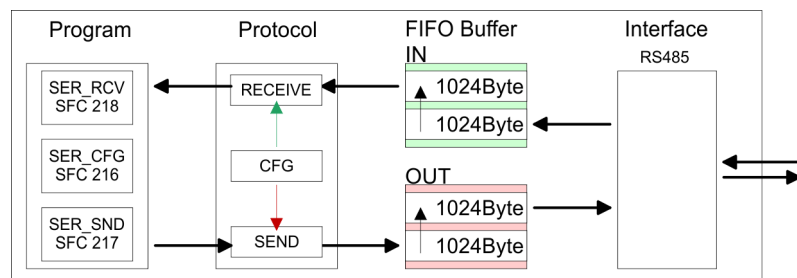 Program
Protocol
FIFO Buffer
Interface
IN
RS485
SER_RCV
SFC 218
RECEIVE
1024Byte
1024Byte
SER_CFG
SFC 216
CFG
OUT
SER_SND
SFC 217
SEND
1024Byte
1024Byte